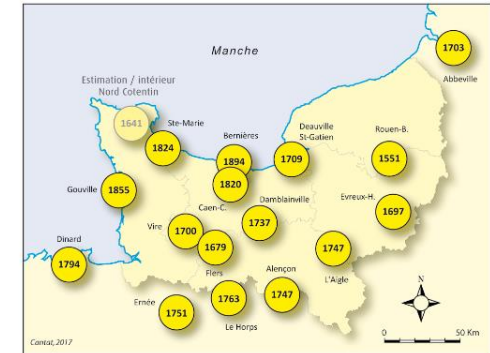 Manche
1703
Abbeville
Estimation / intérieur
Nord Cotentin
1641
Ste-Marie
1824
Bernières
1894
Deauville
St-Gatien
1709
Rouen-B.
1551
Gouville
1855
1820
Caen-C.
Damblainville
1737
Evreux-H.
1697
Dinard
1794
Vire
1700
1679
Flers
1747
L'Aigle
Alençon
1747
1763
Le Horps
Ernée
1751
N
0 50 Km
Cantat, 2017